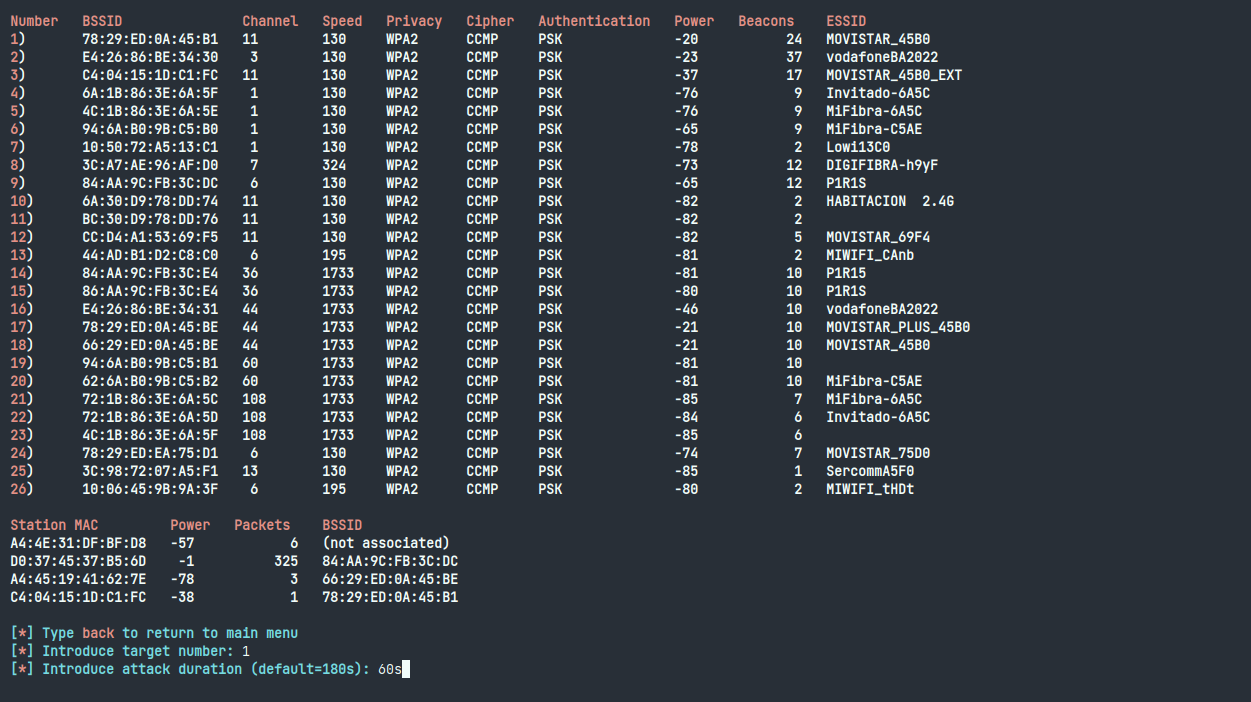 Number BSSID Channel Speed Privacy Cipher Authentication Power Beacons ESSID
1) 78:29:ED:0A:45:B1 11 130 WPA2 CCMP PSK -20 24 MOVISTAR_45B0
2) E4:26:86:BE:34:30 3 130 WPA2 CCMP PSK -23 37 vodafoneBA2022
3) C4:04:15:1D:C1:FC 11 130 WPA2 CCMP PSK -37 17 MOVISTAR_45B0_EXT
4) 6A:1B:86:3E:6A:5F 1 130 WPA2 CCMP PSK -76 9 Invitado-6A5C
5) 4C:1B:86:3E:6A:5E 1 130 WPA2 CCMP PSK -76 9 MiFibra-6A5C
6) 94:6A:B0:9B:C5:B0 1 130 WPA2 CCMP PSK -65 9 MiFibra-C5AE
7) 10:50:72:A5:13:C1 1 130 WPA2 CCMP PSK -78 2 Lowi13C0
8) 3C:A7:AE:96:AF:D0 7 324 WPA2 CCMP PSK -73 12 DIGIFIBRA-h9yF
9) 84:AA:9C:FB:3C:DC 6 130 WPA2 CCMP PSK -65 12 P1R1S
10) 6A:30:D9:78:DD:74 11 130 WPA2 CCMP PSK -82 2 HABITACION 2.4G
11) BC:30:D9:78:DD:76 11 130 WPA2 CCMP PSK -82 2
12) CC:D4:A1:53:69:F5 11 130 WPA2 CCMP PSK -82 5 MOVISTAR_69F4
13) 44:AD:B1:D2:C8:C0 6 195 WPA2 CCMP PSK -81 2 MIWIFI_CAnb
14) 84:AA:9C:FB:3C:E4 36 1733 WPA2 CCMP PSK -81 10 P1R15
15) 86:AA:9C:FB:3C:E4 36 1733 WPA2 CCMP PSK -80 10 P1R1S
16) E4:26:86:BE:34:31 44 1733 WPA2 CCMP PSK -46 10 vodafoneBA2022
17) 78:29:ED:0A:45:BE 44 1733 WPA2 CCMP PSK -21 10 MOVISTAR_PLUS_45B0
18) 66:29:ED:0A:45:BE 44 1733 WPA2 CCMP PSK -21 10 MOVISTAR_45B0
19) 94:6A:B0:9B:C5:B1 60 1733 WPA2 CCMP PSK -81 10
20) 62:6A:B0:9B:C5:B2 60 1733 WPA2 CCMP PSK -81 10 MiFibra-C5AE
21) 72:1B:86:3E:6A:5C 108 1733 WPA2 CCMP PSK -85 7 MiFibra-6A5C
22) 72:1B:86:3E:6A:5D 108 1733 WPA2 CCMP PSK -84 6 Invitado-6A5C
23) 4C:1B:86:3E:6A:5F 108 1733 WPA2 CCMP PSK -85 6
24) 78:29:ED:EA:75:D1 6 130 WPA2 CCMP PSK -74 7 MOVISTAR_75D0
25) 3C:98:72:07:A5:F1 13 130 WPA2 CCMP PSK -85 1 SercommA5F0
26) 10:06:45:9B:9A:3F 6 195 WPA2 CCMP PSK -80 2 MIWIFI_tHDt
Station MAC Power Packets BSSID
A4:4E:31:DF:BF:D8 -57 6 (not associated)
D0:37:45:37:B5:6D -1 325 84:AA:9C:FB:3C:DC
A4:45:19:41:62:7E -78 3 66:29:ED:0A:45:BE
C4:04:15:1D:C1:FC -38 1 78:29:ED:0A:45:B1
[*] Type back to return to main menu
[*] Introduce target number: 1
[*] Introduce attack duration (default=180s): 60s